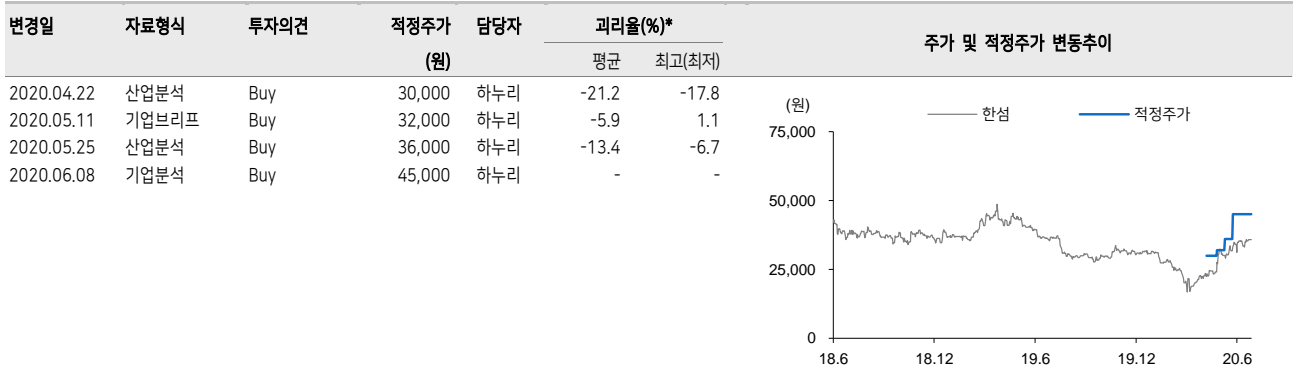 변경일 자료형식 투자의견 적정주가 담당자 괴리율(%)* 주가 및 적정주가 변동추이
(원) 평균 최고(최저)
2020.04.22 산업분석 Buy 30,000 하누리 -21.2 -17.8
2020.05.11 기업브리프 Buy 32,000 하누리 -5.9 1.1
2020.05.25 산업분석 Buy 36,000 하누리 -13.4 -6.7
2020.06.08 기업분석 Buy 45,000 하누리 - -
(원) 한섬 적정주가
75,000
50,000
25,000
0
18.6 18.12 19.6 19.12 20.6